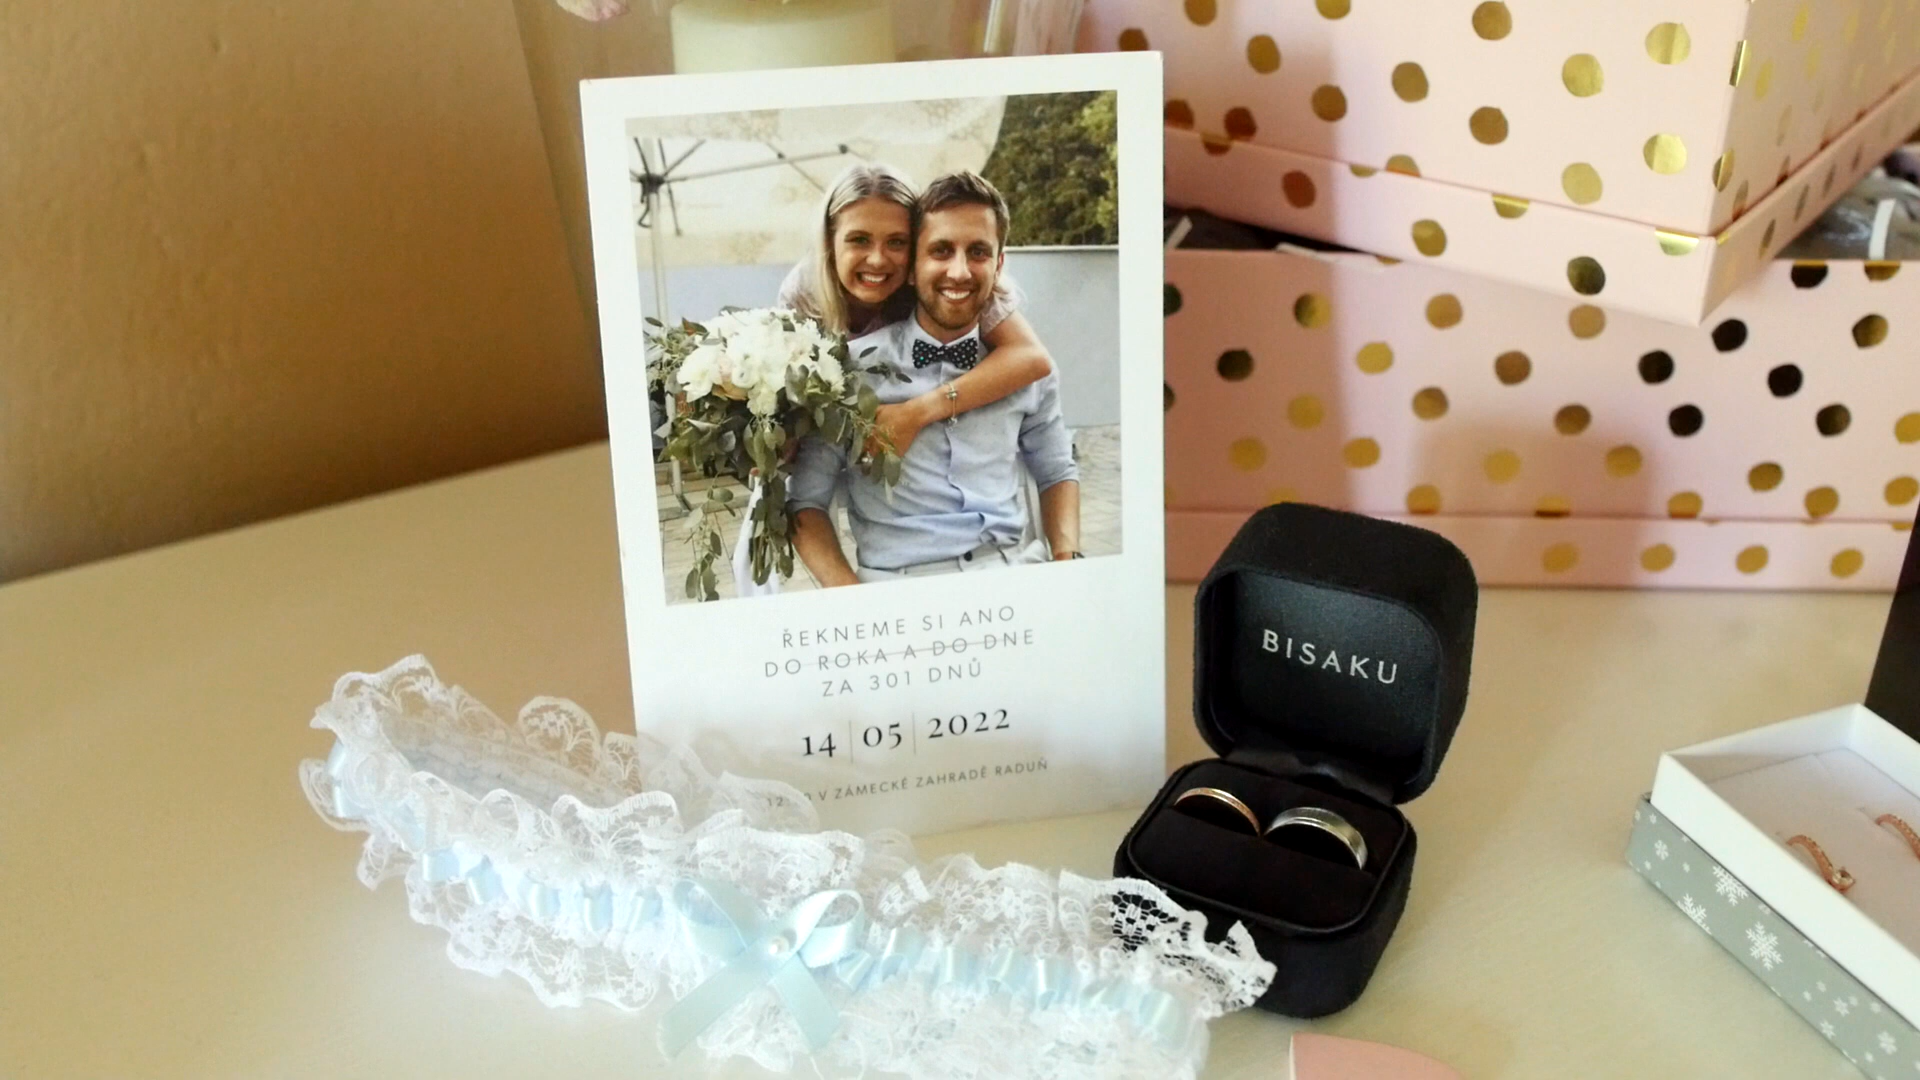 ŘEKNEME SI ANO
DO ROKA A DO DNE
ZA 301 DNŮ
14 | 05 | 2022
V ZÁMECKÉ ZAHRADĚ RADUŇ
BISAKU